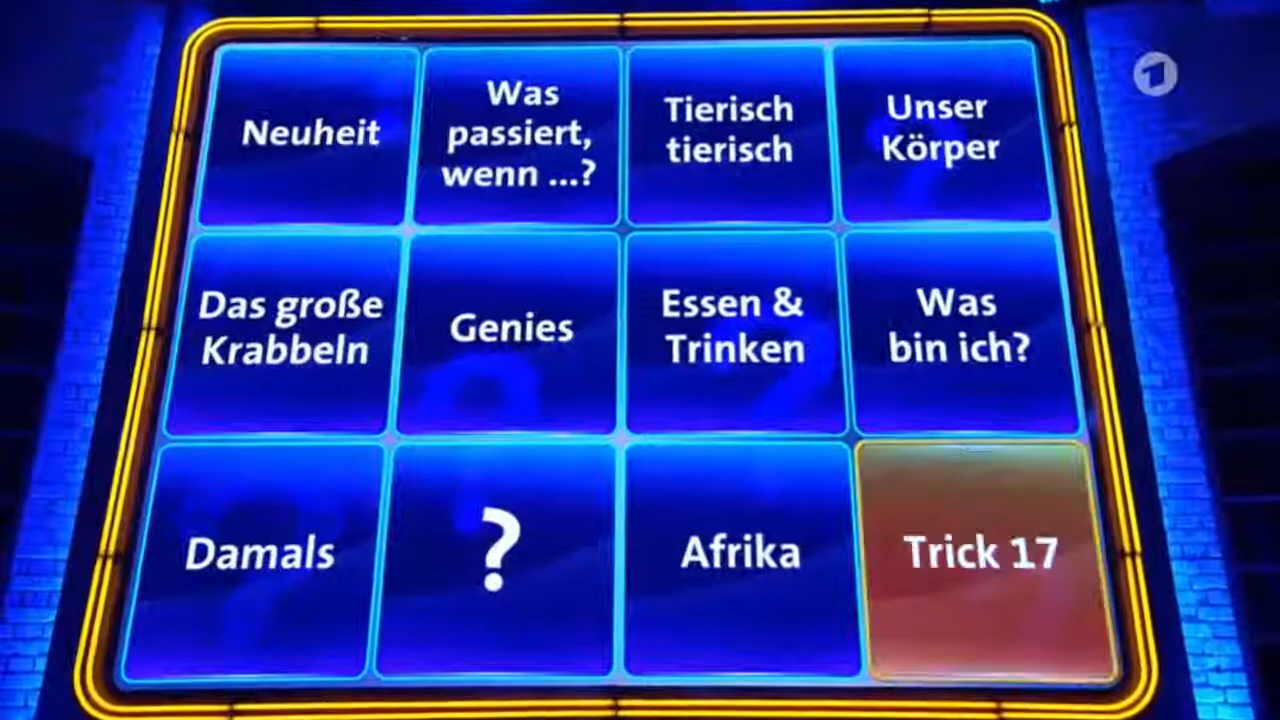 Neuheit
Was
passiert,
wenn ...?
Tierisch
tierisch
Unser
Körper
Das große
Krabbeln
Genies
Essen &
Trinken
Was
bin ich?
Damals
?
Afrika
Trick 17
1